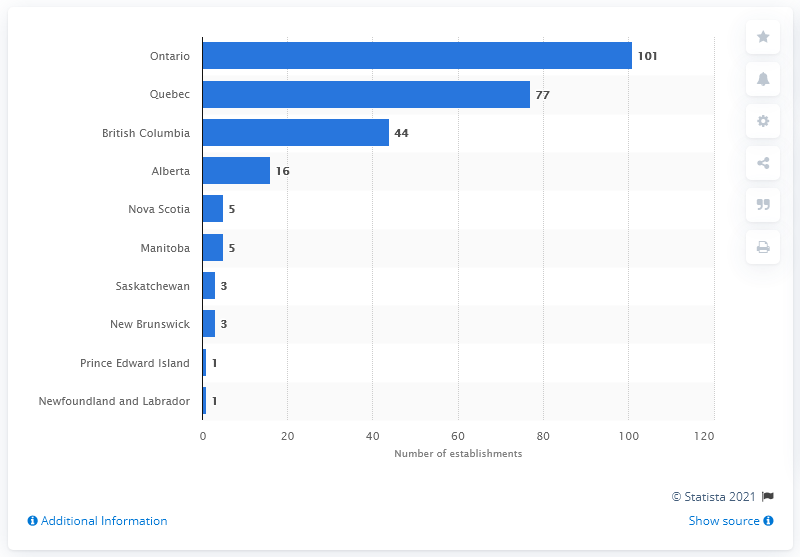 Ontario 101
Quebec 77
British Columbia 44
Alberta 16
Nova Scotia 5
Manitoba 5
Saskatchewan 3
New Brunswick 3
Prince Edward Island 1
Newfoundland and Labrador 1
0 20 40 60 80 100 120
Number of establishments
© Statista 2021
Additional Information Show source